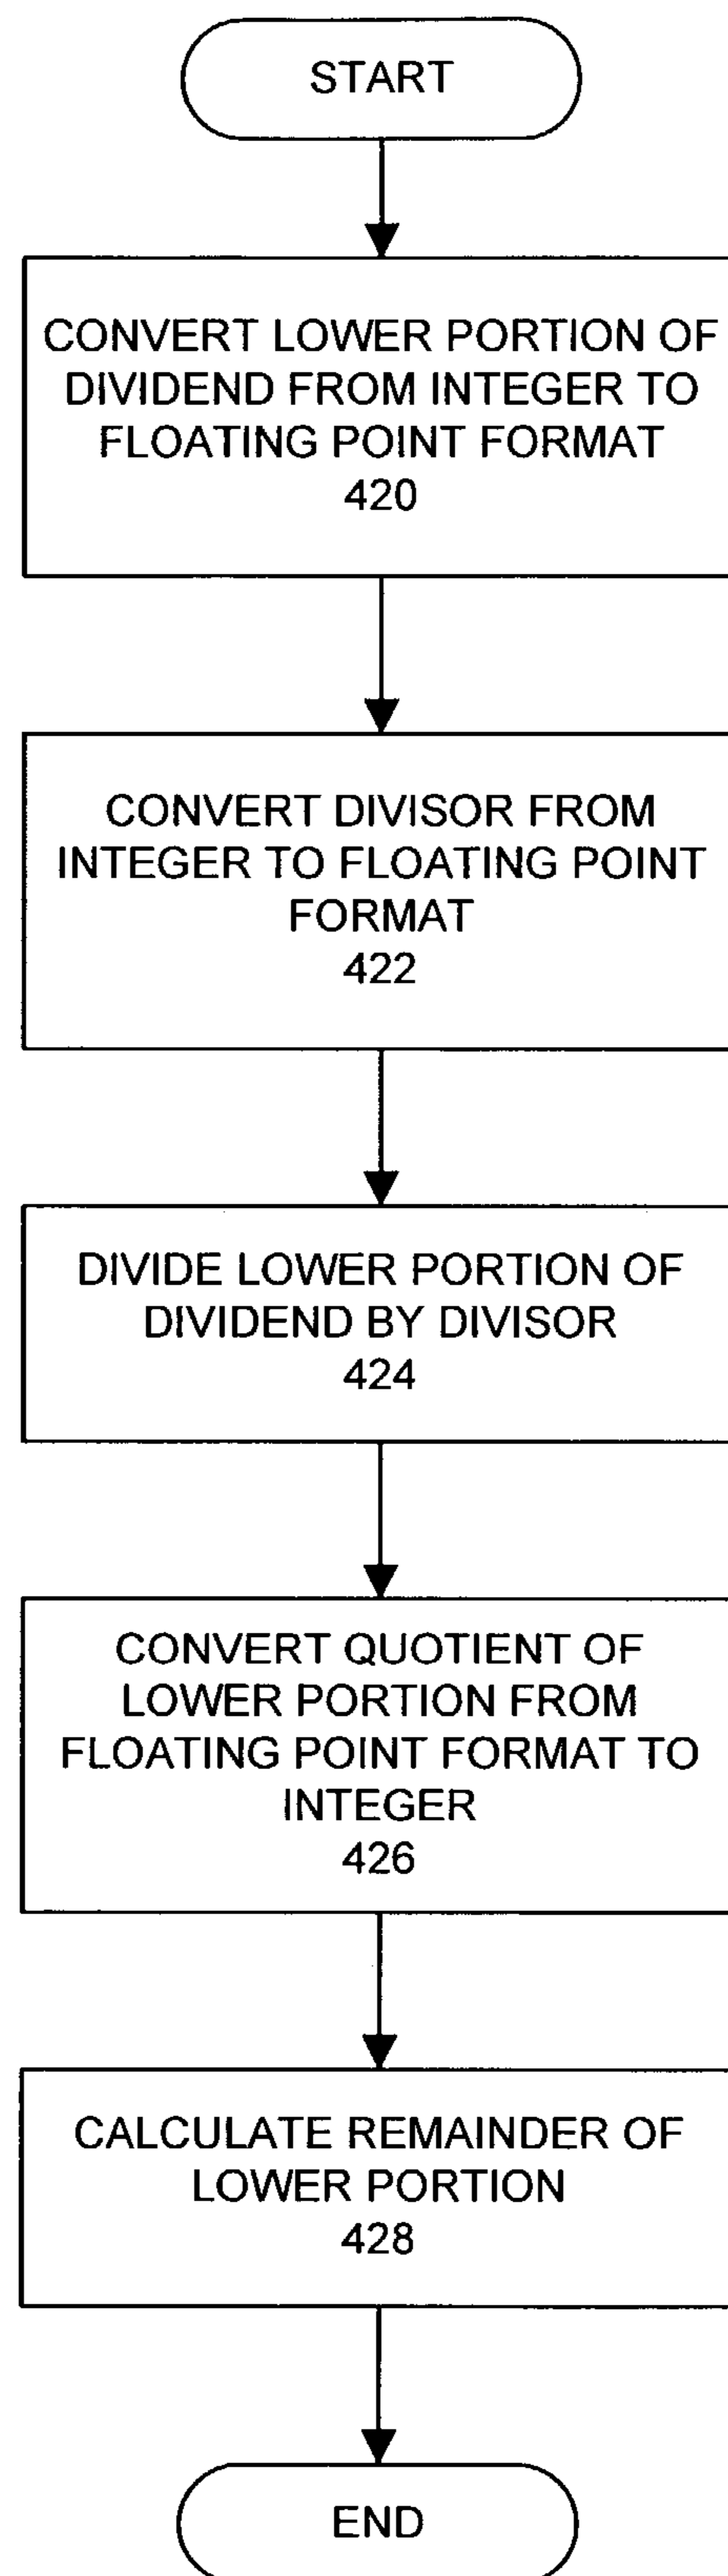 START
CONVERT LOWER PORTION OF
DIVIDEND FROM INTEGER TO
FLOATING POINT FORMAT
420
CONVERT DIVISOR FROM
INTEGER TO FLOATING POINT
FORMAT
422
DIVIDE LOWER PORTION OF
DIVIDEND BY DIVISOR
424
CONVERT QUOTIENT OF
LOWER PORTION FROM
FLOATING POINT FORMAT TO
INTEGER
426
CALCULATE REMAINDER OF
LOWER PORTION
428
END